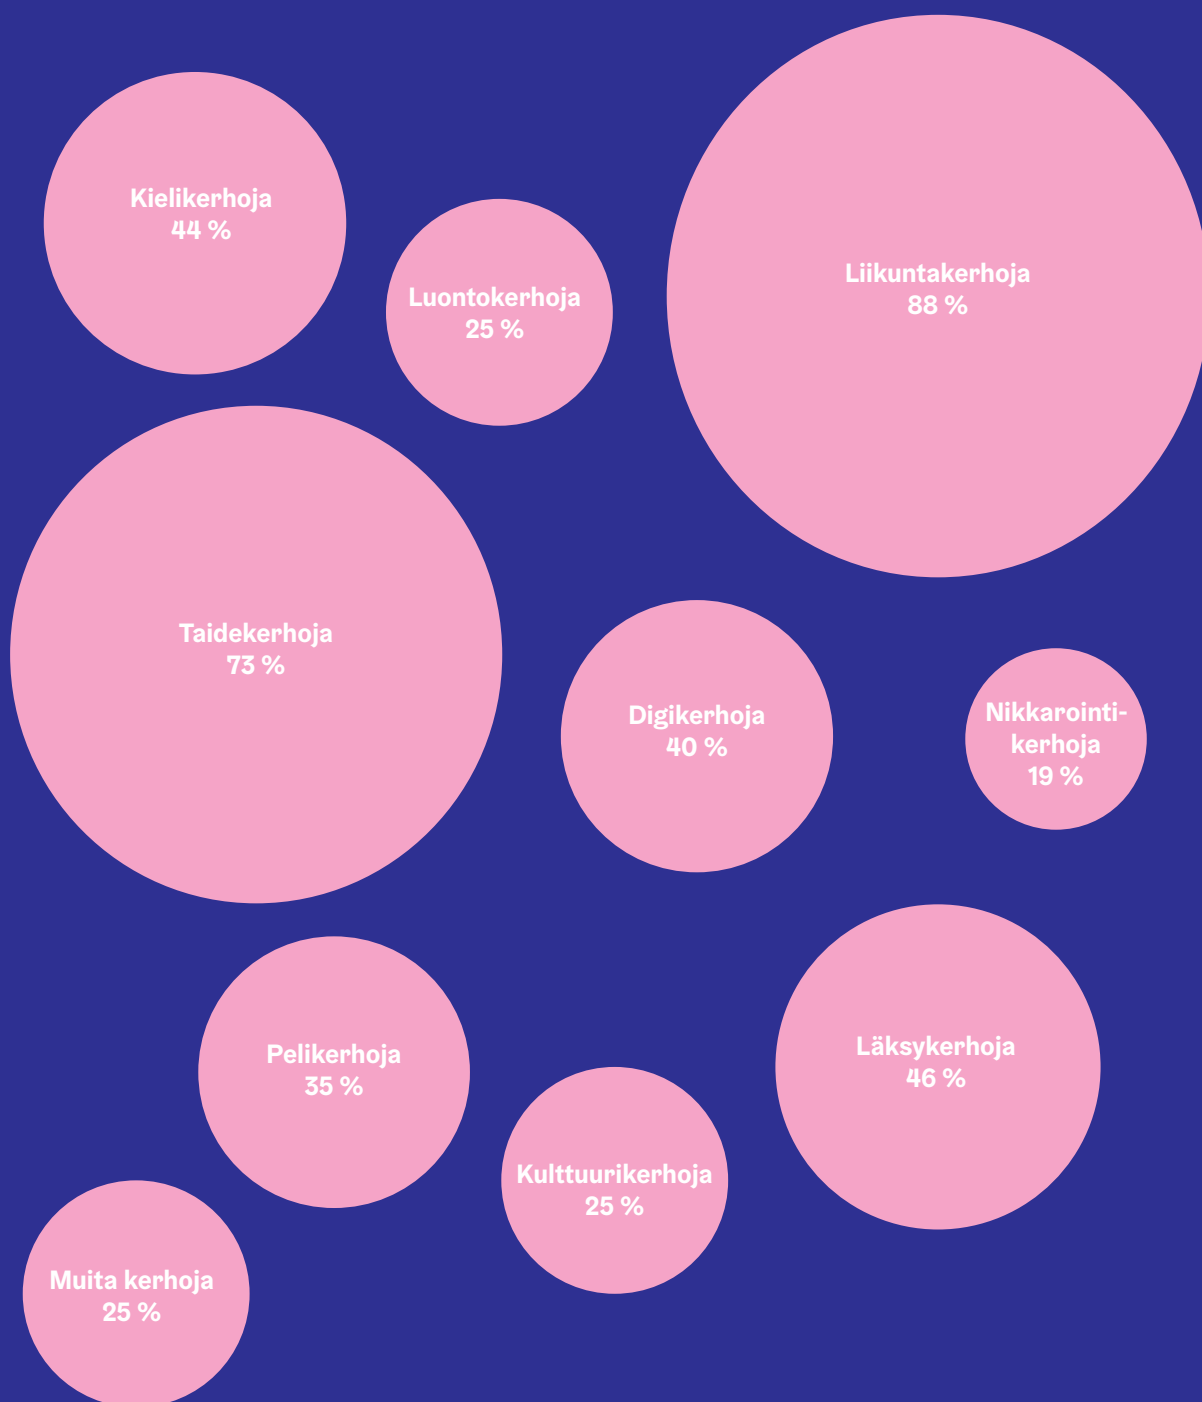 Kielikerhoja
44 %
Luontokerhoja
25 %
Liikuntakerhoja
88 %
Taidekerhoja
73 %
Digikerhoja
40 %
Nikkarointi-
kerhoja
19 %
Pelikerhoja
35 %
Läksykerhoja
46 %
Kulttuurikerhoja
25 %
Muita kerhoja
25 %